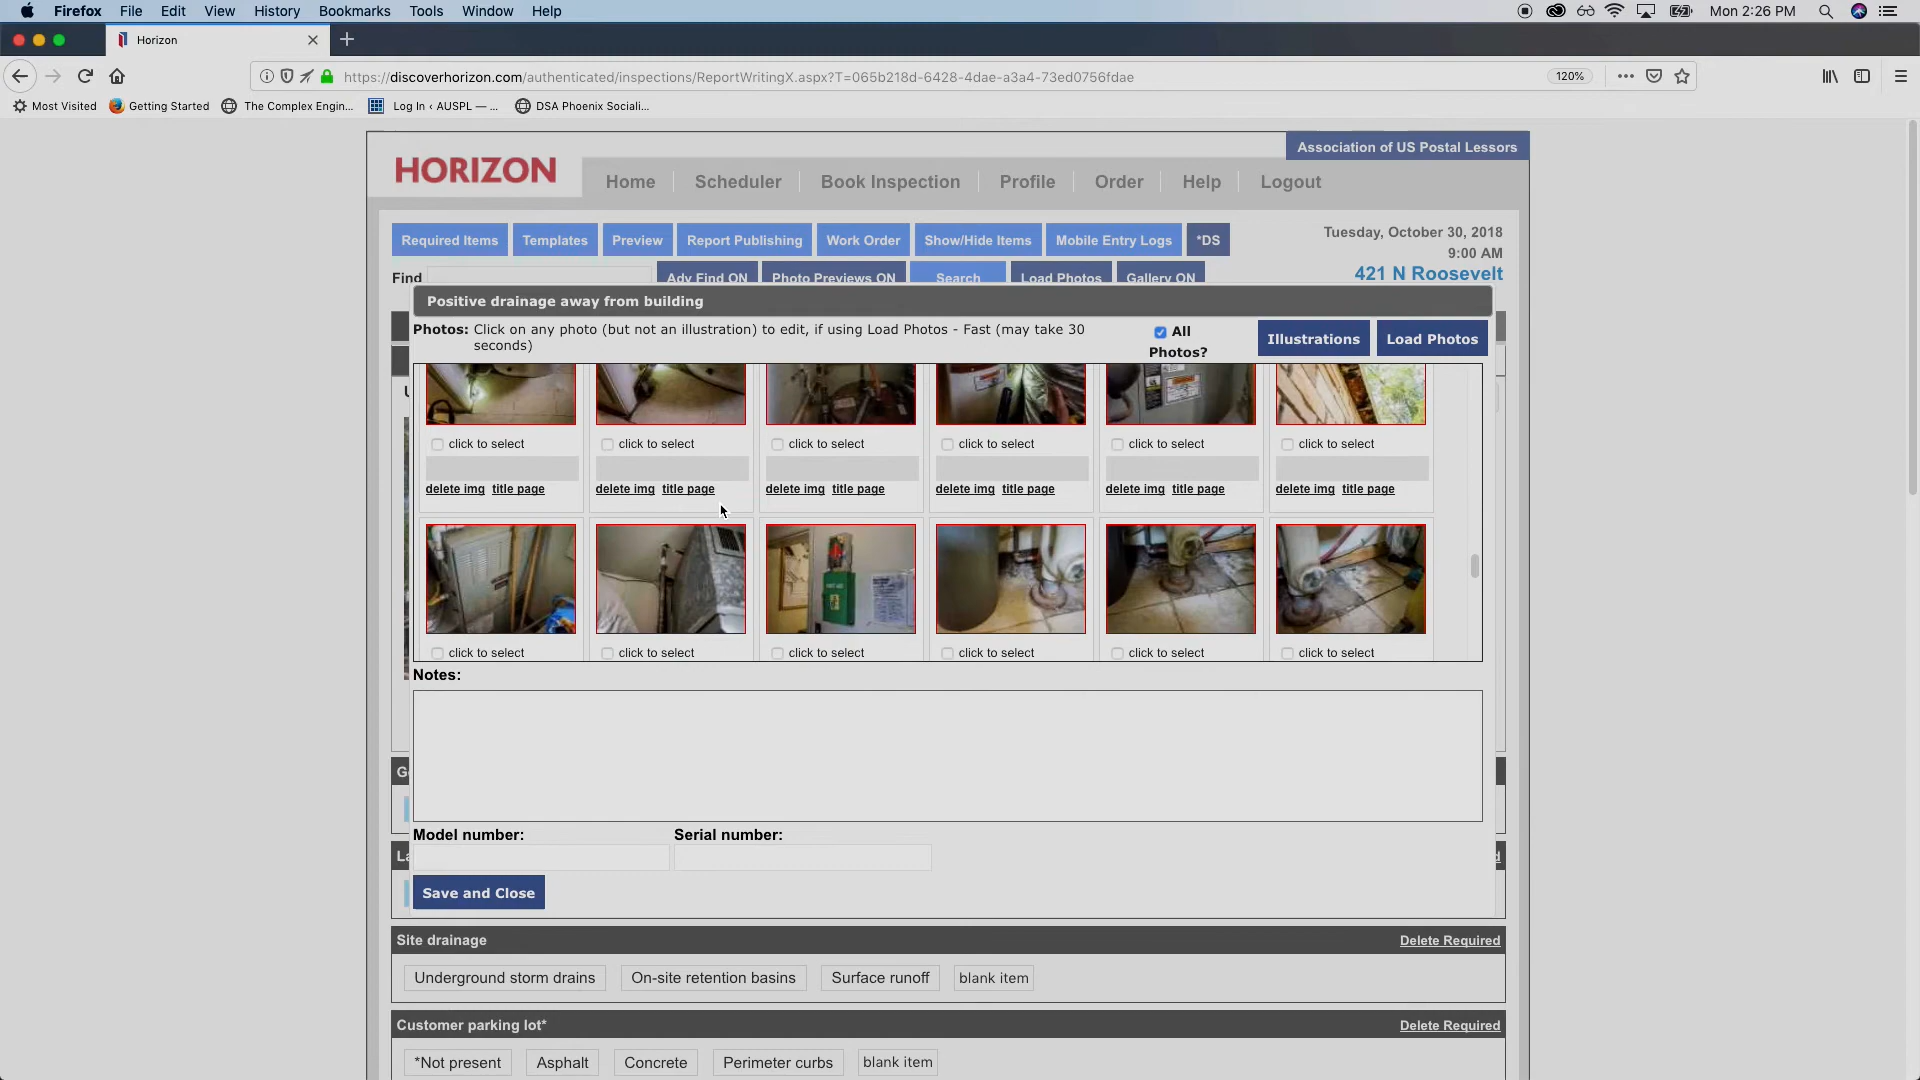 Firefox File Edit View History Bookmarks Tools Window Help Mon 2:26 PM
Horizon
https://discoverhorizon.com/authenticated/inspections/ReportWritingX.aspx?T=065b218d-6428-4dae-a3a4-73ed0756fdae 120%
Most Visited Getting Started The Complex Engin... Log In ‹ AUSPL — ... DSA Phoenix Sociali...
Association of US Postal Lessors
HORIZON Home Scheduler Book Inspection Profile Order Help Logout
Required Items Templates Preview Report Publishing Work Order Show/Hide Items Mobile Entry Logs *DS
Tuesday, October 30, 2018
9:00 AM
421 N Roosevelt
Find Adv Find ON Photo Previews ON Search Load Photos Gallery ON
Positive drainage away from building
Photos: Click on any photo (but not an illustration) to edit, if using Load Photos - Fast (may take 30
seconds)
All
Photos?
Illustrations Load Photos
click to select click to select click to select click to select click to select click to select
delete img title page delete img title page delete img title page delete img title page delete img title page delete img title page
click to select click to select click to select click to select click to select click to select
Notes:
Model number: Serial number:
Save and Close
Site drainage Delete Required
Underground storm drains On-site retention basins Surface runoff blank item
Customer parking lot* Delete Required
*Not present Asphalt Concrete Perimeter curbs blank item